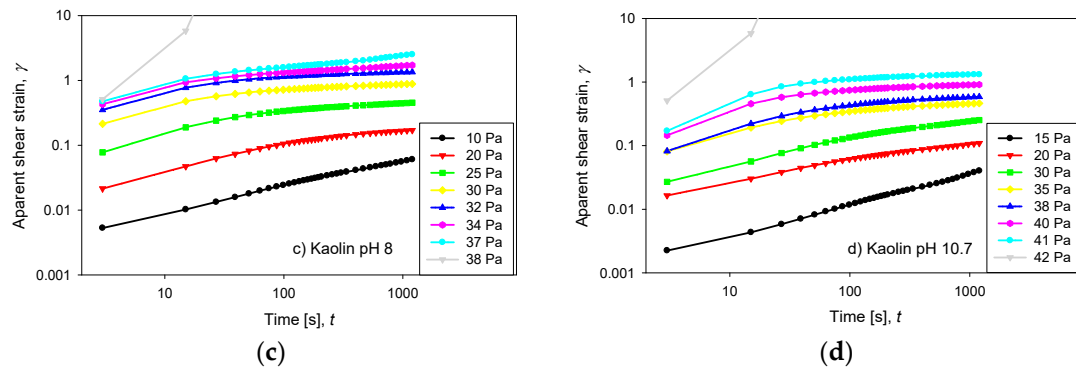 10
1
0.1
0.01
0.001
Apparent shear strain, γ
10 Pa
20 Pa
25 Pa
30 Pa
32 Pa
34 Pa
37 Pa
38 Pa
c) Kaolin pH 8
10
100
1000
Time [s], t
(c)
10
1
0.1
0.01
0.001
Apparent shear strain, γ
15 Pa
20 Pa
30 Pa
35 Pa
38 Pa
40 Pa
41 Pa
42 Pa
d) Kaolin pH 10.7
10
100
1000
Time [s], t
(d)